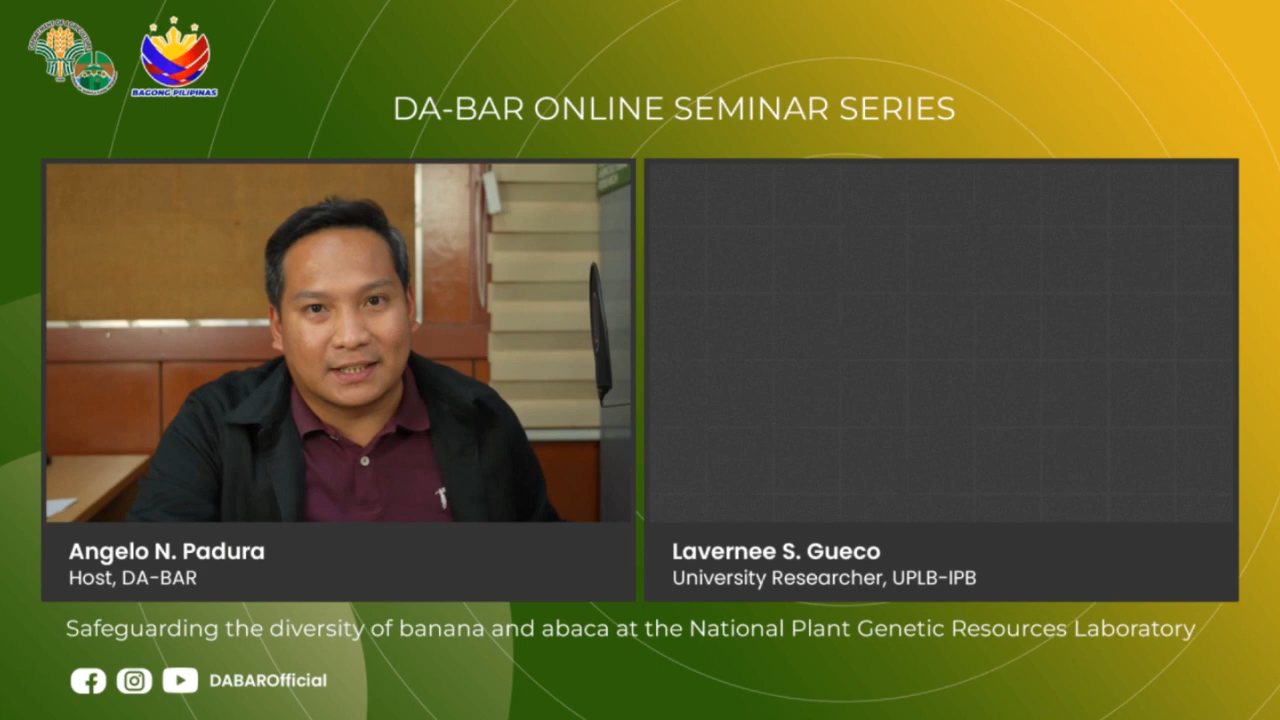 BAGONG PILIPINAS
DA-BAR ONLINE SEMINAR SERIES
Angelo N. Padura
Host, DA-BAR
Lavernee S. Gueco
University Researcher, UPLB-IPB
Safeguarding the diversity of banana and abaca at the National Plant Genetic Resources Laboratory
DABAROfficial